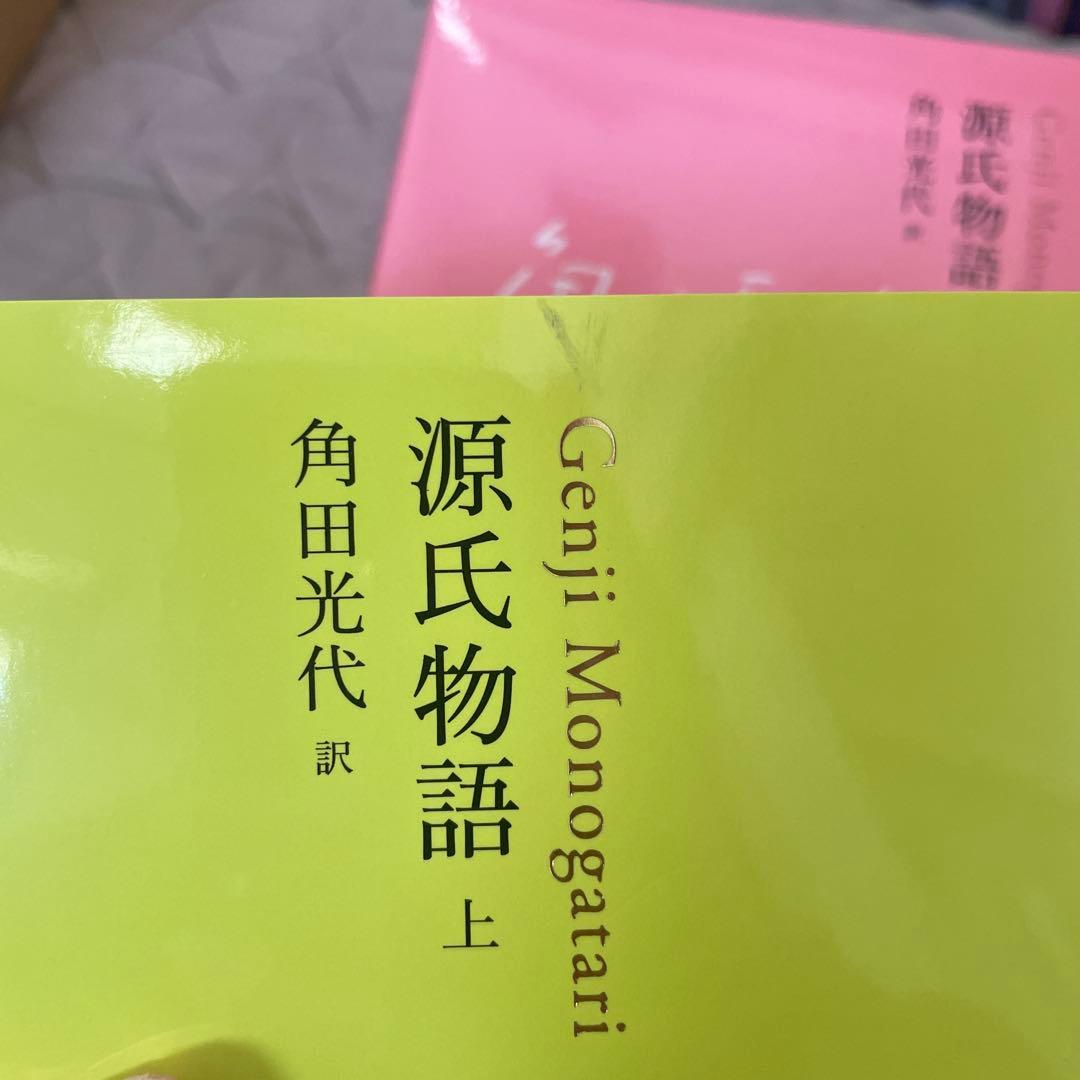 Genji Monogatari
源氏物語 上
角田光代 訳
源氏物語
角田光代